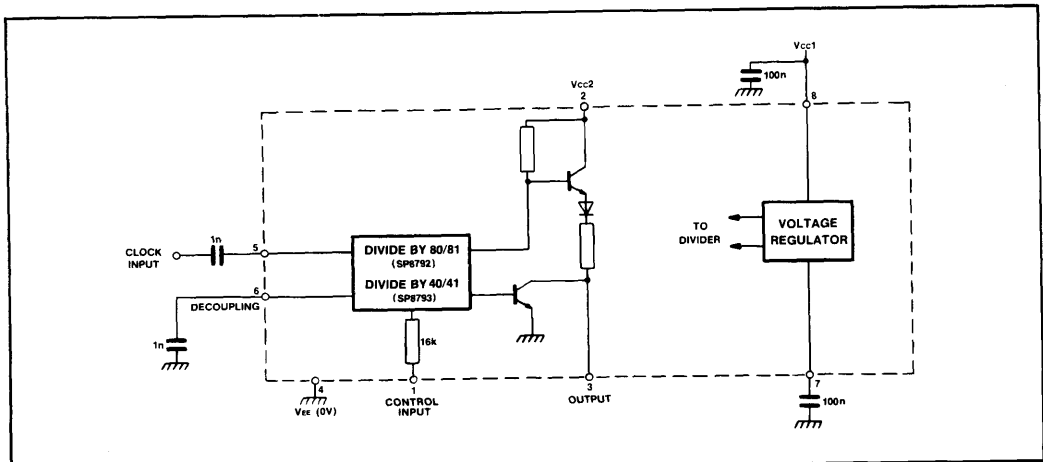 Vcc1
100n
8
Vcc2
2
CLOCK INPUT
1n
5
DIVIDE BY 80/81
(SP8792)
DIVIDE BY 40/41
(SP8793)
TO DIVIDER
VOLTAGE REGULATOR
6
DECOUPLING
1n
16k
4
VEE (0V)
1
CONTROL INPUT
3
OUTPUT
7
100n